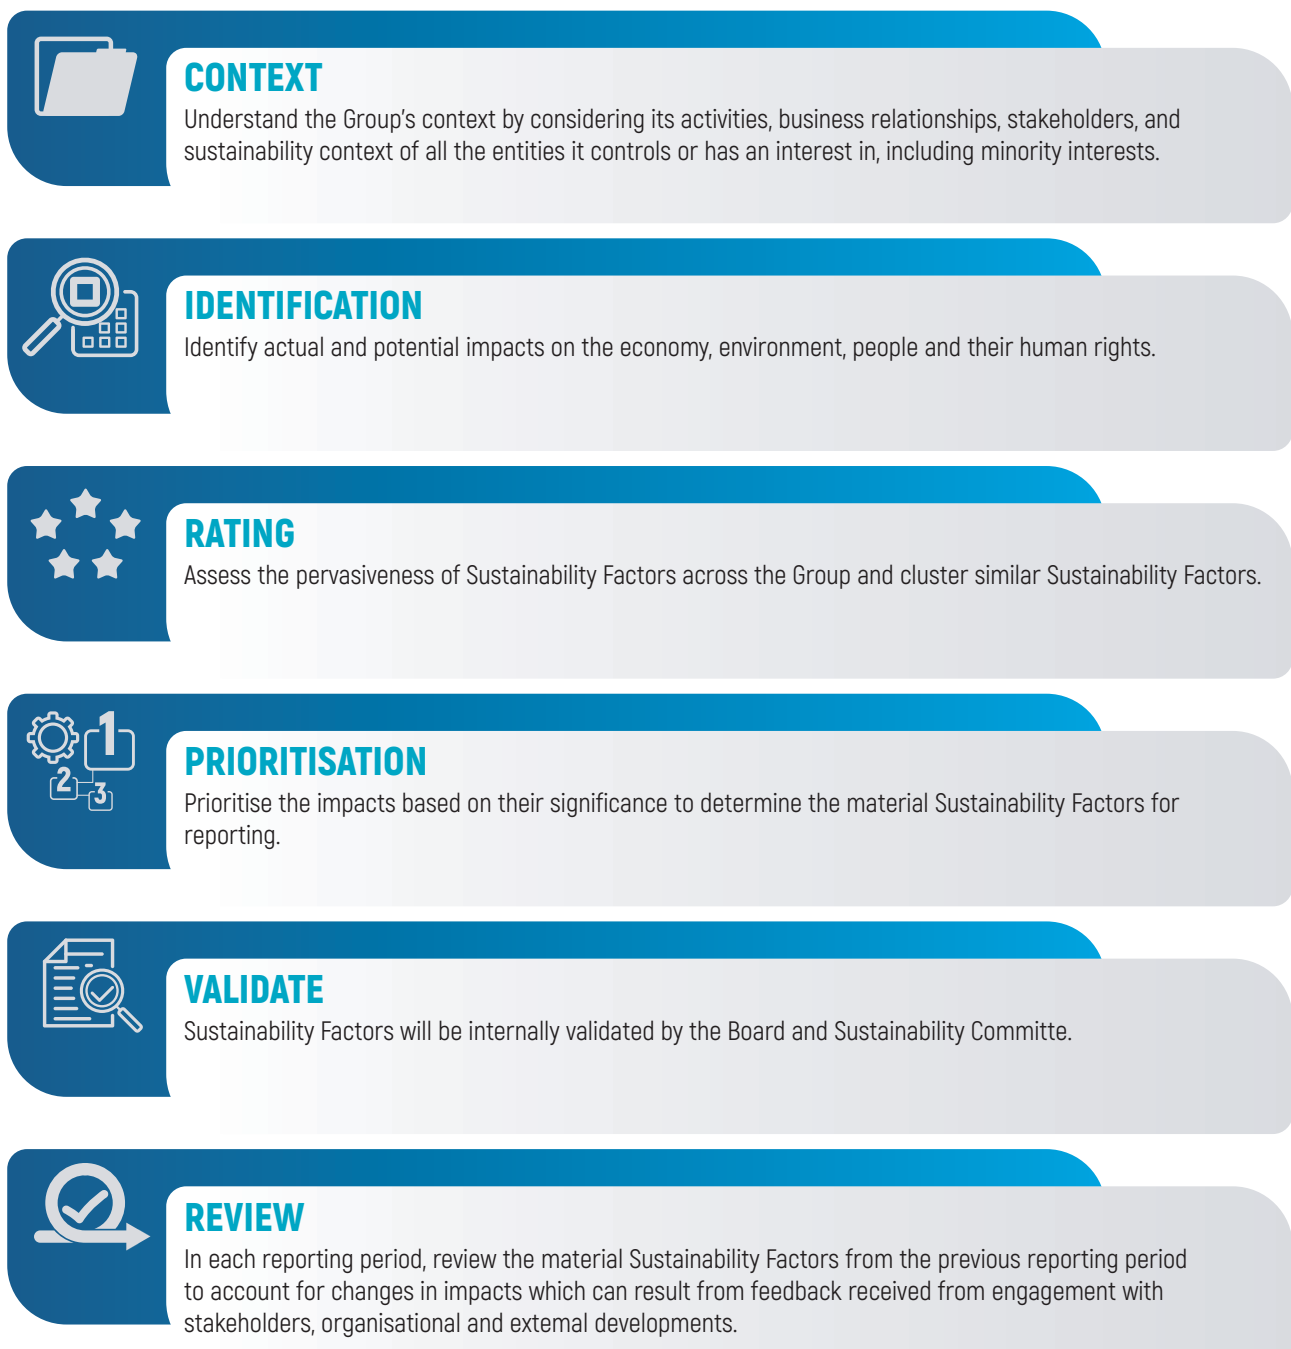 CONTEXT
Understand the Group's context by considering its activities, business relationships, stakeholders, and
sustainability context of all the entities it controls or has an interest in, including minority interests.
IDENTIFICATION
Identify actual and potential impacts on the economy, environment, people and their human rights.
RATING
Assess the pervasiveness of Sustainability Factors across the Group and cluster similar Sustainability Factors.
1
2
3
PRIORITISATION
Prioritise the impacts based on their significance to determine the material Sustainability Factors for
reporting.
VALIDATE
Sustainability Factors will be internally validated by the Board and Sustainability Committe.
REVIEW
In each reporting period, review the material Sustainability Factors from the previous reporting period
to account for changes in impacts which can result from feedback received from engagement with
stakeholders, organisational and extemal developments.